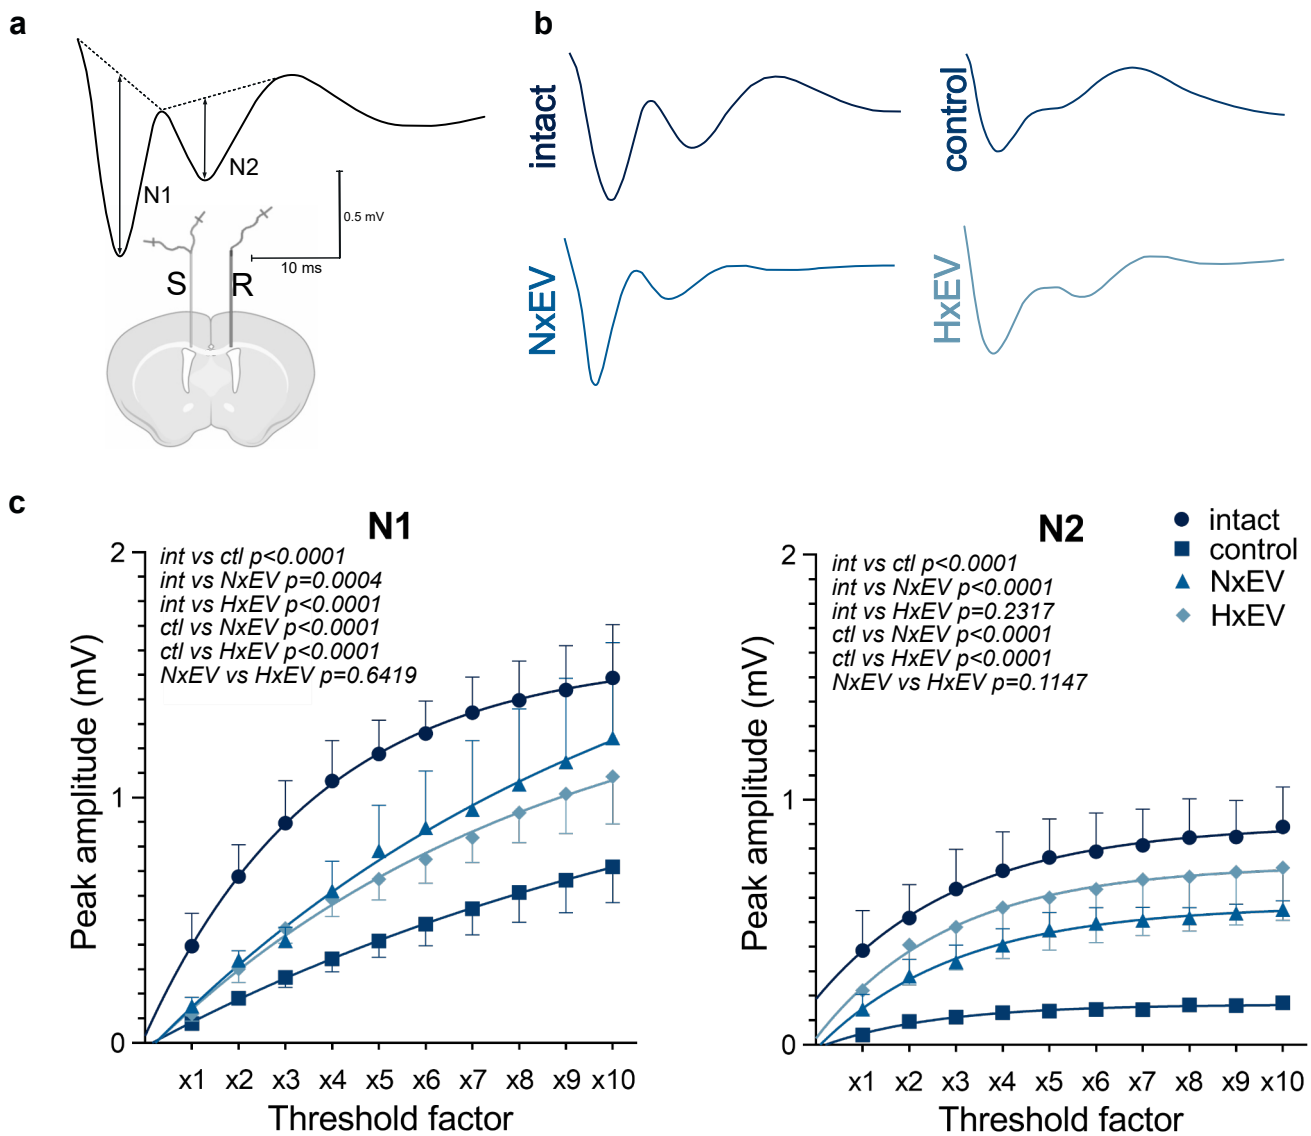 a
N1
N2
0.5 mV
10 ms
S
R
b
intact
control
NxEV
HxEV
c
N1
int vs ctl p<0.0001
int vs NxEV p=0.0004
int vs HxEV p<0.0001
ctl vs NxEV p<0.0001
ctl vs HxEV p<0.0001
NxEV vs HxEV p=0.6419
Peak amplitude (mV)
2
1
0
x1 x2 x3 x4 x5 x6 x7 x8 x9 x10
Threshold factor
N2
int vs ctl p<0.0001
int vs NxEV p<0.0001
int vs HxEV p=0.2317
ctl vs NxEV p<0.0001
ctl vs HxEV p<0.0001
NxEV vs HxEV p=0.1147
Peak amplitude (mV)
2
1
0
x1 x2 x3 x4 x5 x6 x7 x8 x9 x10
Threshold factor
intact
control
NxEV
HxEV